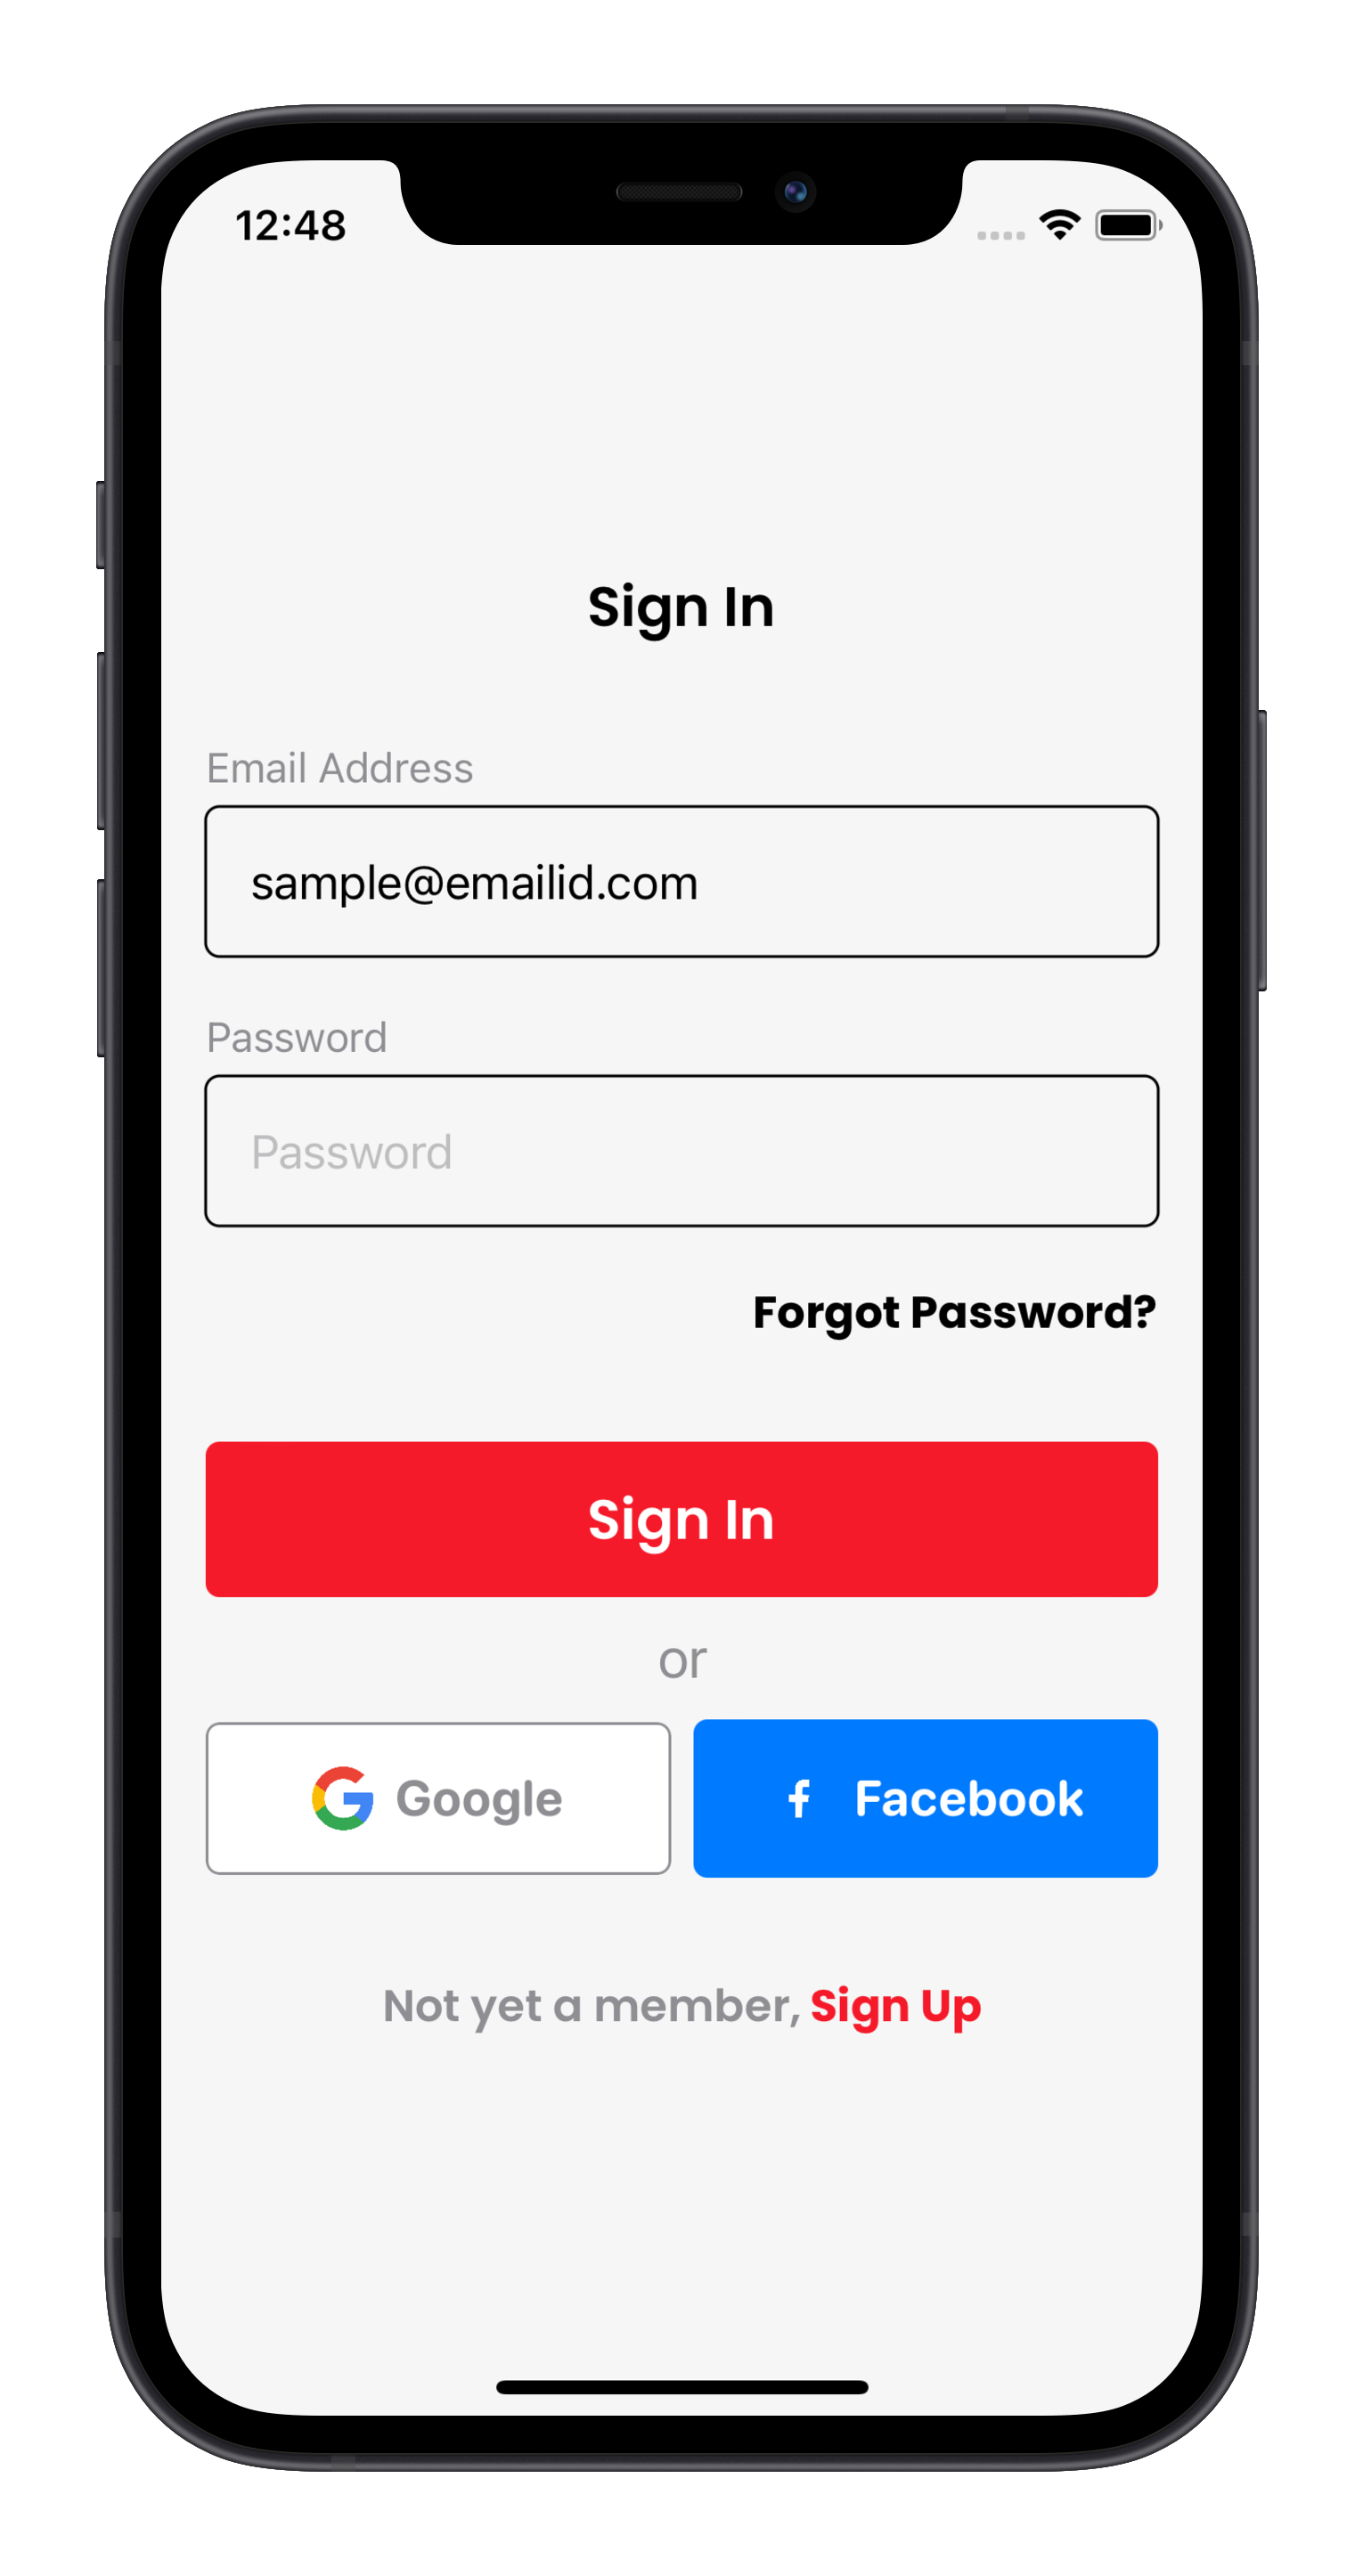 12:48
Sign In
Email Address
sample@emailid.com
Password
Password
Forgot Password?
Sign In
or
Google
Facebook
Not yet a member, Sign Up